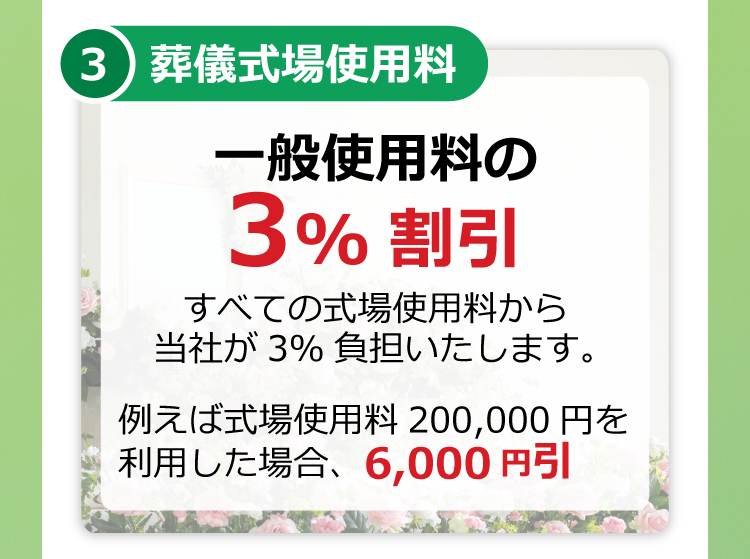 3 葬儀式場使用料
一般使用料の
3% 割引
すべての式場使用料から
当社が 3% 負担いたします。
例えば式場使用料 200,000 円を
利用した場合、6,000 円引